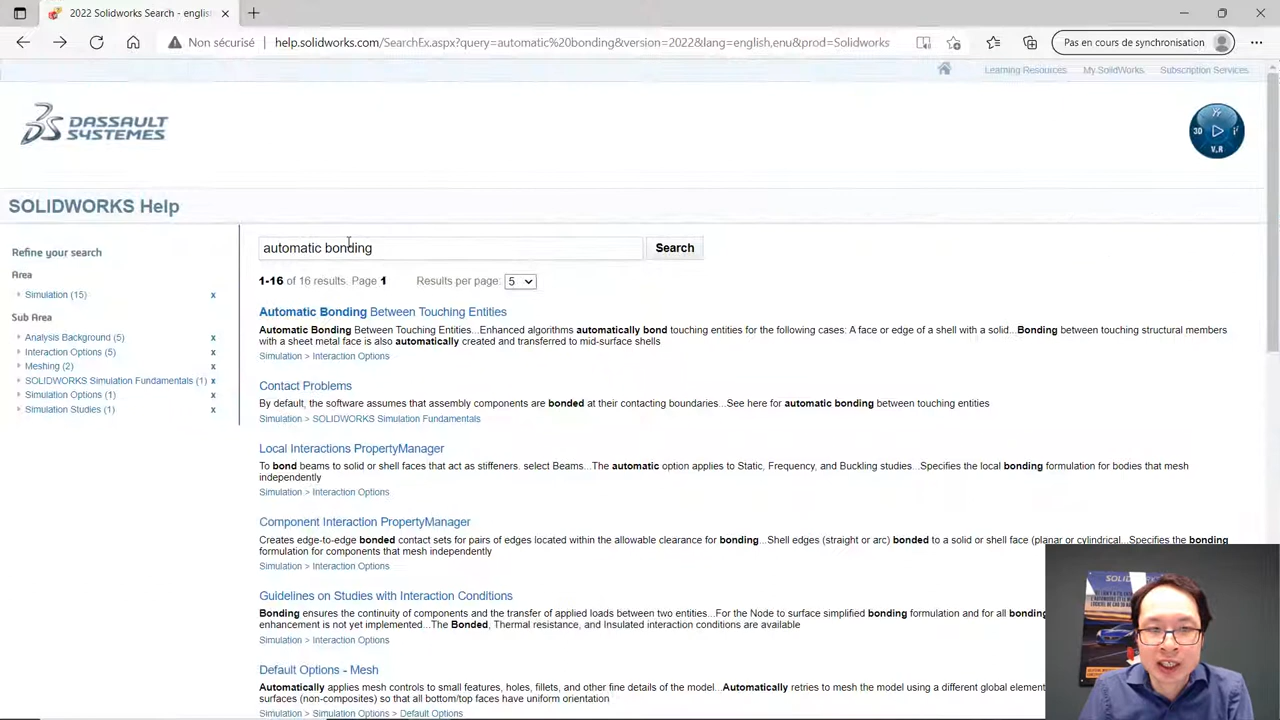 2022 Solidworks Search - english
Non sécurisé
help.solidworks.com/SearchEx.aspx?query=automatic%20bonding&version=2022&lang=english,enu&prod=Solidworks
Pas en cours de synchronisation
Learning Resources My SolidWorks Subscription Services
DASSAULT
SYSTEMES
3D
V.R
SOLIDWORKS Help
Refine your search
Area
Simulation (15) x
Sub Area
Analysis Background (5) x
Interaction Options (5) x
Meshing (2) x
SOLIDWORKS Simulation Fundamentals (1) x
Simulation Options (1) x
Simulation Studies (1) x
automatic bonding
Search
1-16 of 16 results. Page 1 Results per page: 5
Automatic Bonding Between Touching Entities
Automatic Bonding Between Touching Entities...Enhanced algorithms automatically bond touching entities for the following cases: A face or edge of a shell with a solid...Bonding between touching structural members
with a sheet metal face is also automatically created and transferred to mid-surface shells
Simulation > Interaction Options
Contact Problems
By default, the software assumes that assembly components are bonded at their contacting boundaries...See here for automatic bonding between touching entities
Simulation > SOLIDWORKS Simulation Fundamentals
Local Interactions PropertyManager
To bond beams to solid or shell faces that act as stiffeners. select Beams...The automatic option applies to Static, Frequency, and Buckling studies...Specifies the local bonding formulation for bodies that mesh
independently
Simulation > Interaction Options
Component Interaction PropertyManager
Creates edge-to-edge bonded contact sets for pairs of edges located within the allowable clearance for bonding...Shell edges (straight or arc) bonded to a solid or shell face (planar or cylindrical...Specifies the bonding
formulation for components that mesh independently
Simulation > Interaction Options
Guidelines on Studies with Interaction Conditions
Bonding ensures the continuity of components and the transfer of applied loads between two entities...For the Node to surface simplified bonding formulation and for all bonding
enhancement is not yet implemented...The Bonded, Thermal resistance, and Insulated interaction conditions are available
Simulation > Interaction Options
Default Options - Mesh
Automatically applies mesh controls to small features, holes, fillets, and other fine details of the model...Automatically retries to mesh the model using a different global element
surfaces (non-composites) so that all bottom/top faces have uniform orientation
Simulation > Simulation Options > Default Options